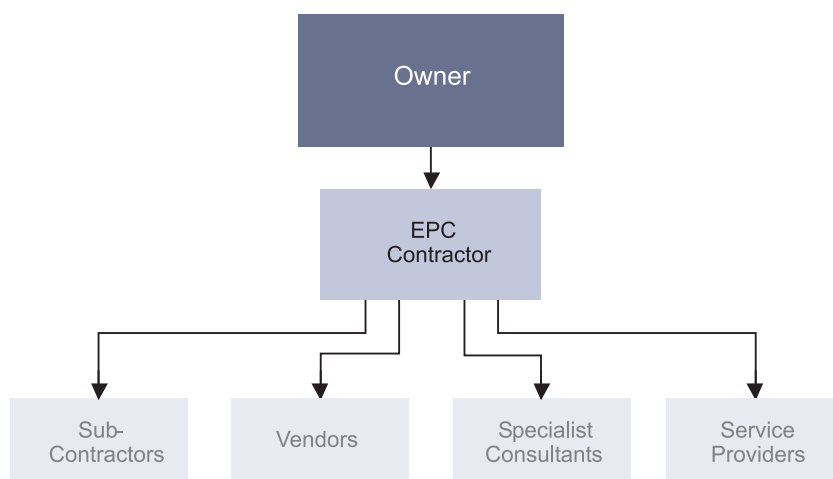 Owner
EPC
Contractor
Sub-
Contractors
Vendors
Specialist
Consultants
Service
Providers